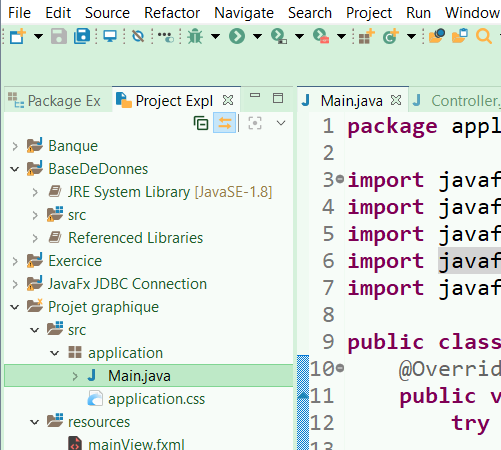 File Edit Source Refactor Navigate Search Project Run Window
Package Ex Project Expl
Banque
BaseDeDonnes
JRE System Library [JavaSE-1.8]
src
Referenced Libraries
Exercice
JavaFx JDBC Connection
Projet graphique
src
application
Main.java
application.css
resources
mainView.fxml
Main.java Controller.
1 package appl
2
3 import javaf
4 import javaf
5 import javaf
6 import javaf
7 import javaf
8
9 public class
10 @Overrid
11 public v
12 try
13